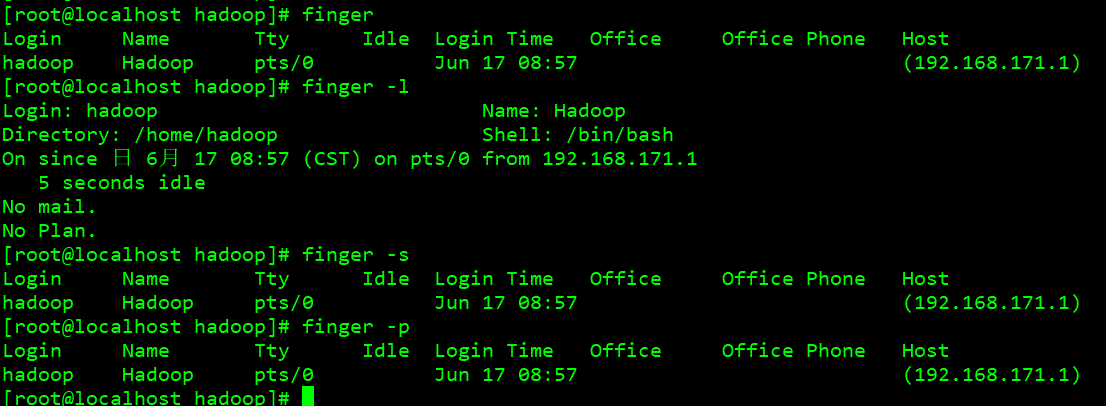 [root@localhost hadoop]# finger
Login     Name       Tty      Idle  Login Time   Office     Office Phone   Host
hadoop    Hadoop     pts/0          Jun 17 08:57                           (192.168.171.1)
[root@localhost hadoop]# finger -l
Login: hadoop                           Name: Hadoop
Directory: /home/hadoop                 Shell: /bin/bash
On since 日 6月 17 08:57 (CST) on pts/0 from 192.168.171.1
   5 seconds idle
No mail.
No Plan.
[root@localhost hadoop]# finger -s
Login     Name       Tty      Idle  Login Time   Office     Office Phone   Host
hadoop    Hadoop     pts/0          Jun 17 08:57                           (192.168.171.1)
[root@localhost hadoop]# finger -p
Login     Name       Tty      Idle  Login Time   Office     Office Phone   Host
hadoop    Hadoop     pts/0          Jun 17 08:57                           (192.168.171.1)
[root@localhost hadoop]#